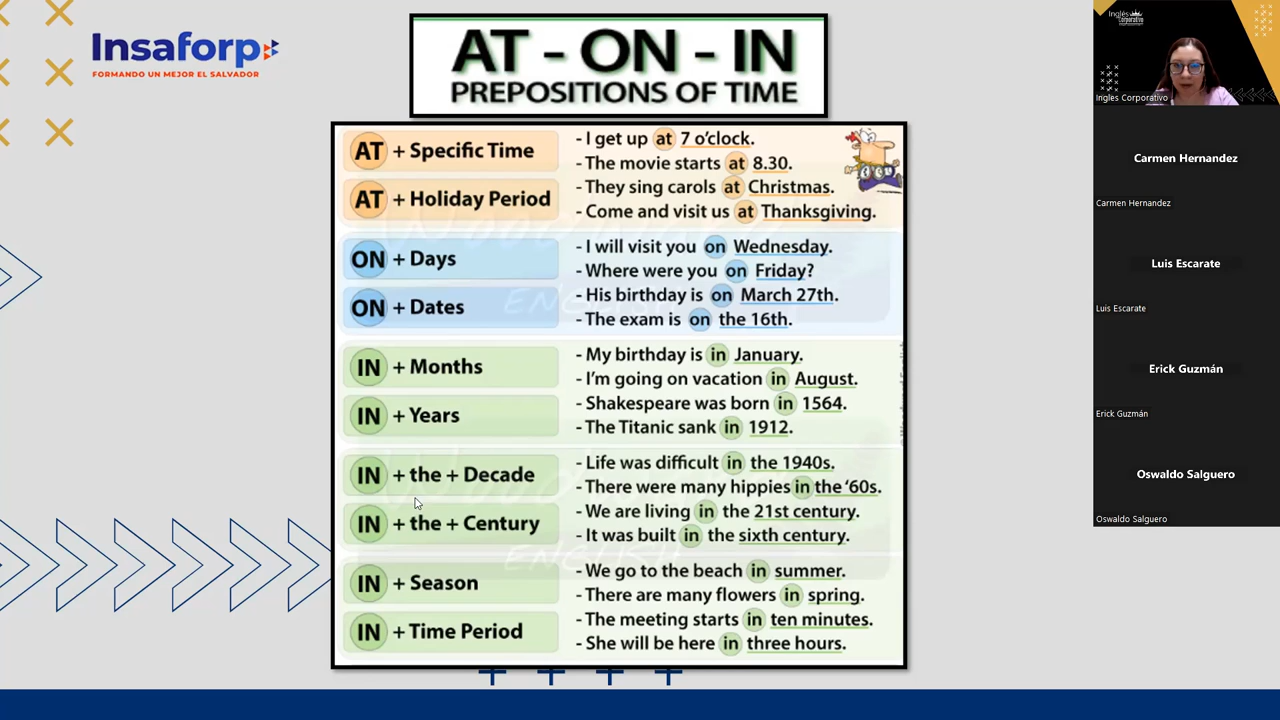 Insaforp
FORMANDO UN MEJOR EL SALVADOR
AT - ON - IN
PREPOSITIONS OF TIME
AT + Specific Time
- I get up at 7 o'clock.
- The movie starts at 8.30.
AT + Holiday Period
- They sing carols at Christmas.
- Come and visit us at Thanksgiving.
ON + Days
- I will visit you on Wednesday.
- Where were you on Friday?
ON + Dates
- His birthday is on March 27th.
- The exam is on the 16th.
IN + Months
- My birthday is in January.
- I'm going on vacation in August.
IN + Years
- Shakespeare was born in 1564.
- The Titanic sank in 1912.
IN + the + Decade
- Life was difficult in the 1940s.
- There were many hippies in the '60s.
IN + the + Century
- We are living in the 21st century.
- It was built in the sixth century.
IN + Season
- We go to the beach in summer.
- There are many flowers in spring.
IN + Time Period
- The meeting starts in ten minutes.
- She will be here in three hours.
ENGLISH
ENGLISH
Inglés
Corporativo
Ingles Corporativo
Carmen Hernandez
Carmen Hernandez
Luis Escarate
Luis Escarate
Erick Guzmán
Erick Guzmán
Oswaldo Salguero
Oswaldo Salguero